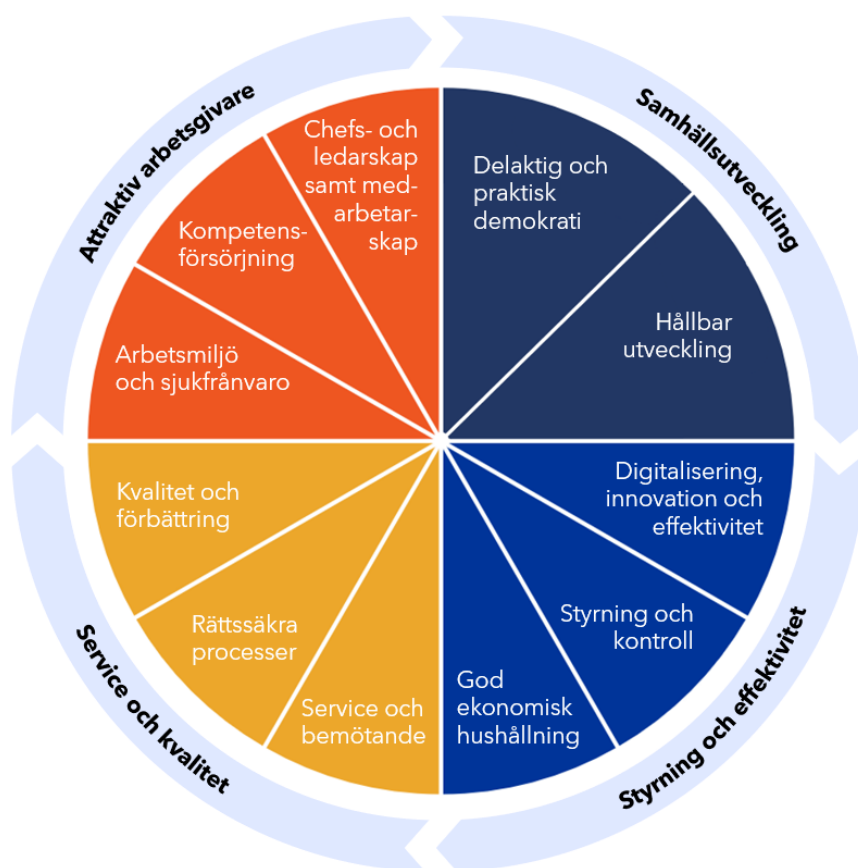 Attraktiv arbetsgivare
Samhällsutveckling
Chefs- och
ledarskap
samt med-
arbetar-
skap
Delaktig och
praktisk
demokrati
Kompetens-
försörjning
Hållbar
utveckling
Arbetsmiljö
och sjukfrånvaro
Digitalisering,
innovation och
effektivitet
Kvalitet och
förbättring
Styrning och
kontroll
Rättssäkra
processer
God
ekonomisk
hushållning
Service och
bemötande
Service och kvalitet
Styrning och effektivitet